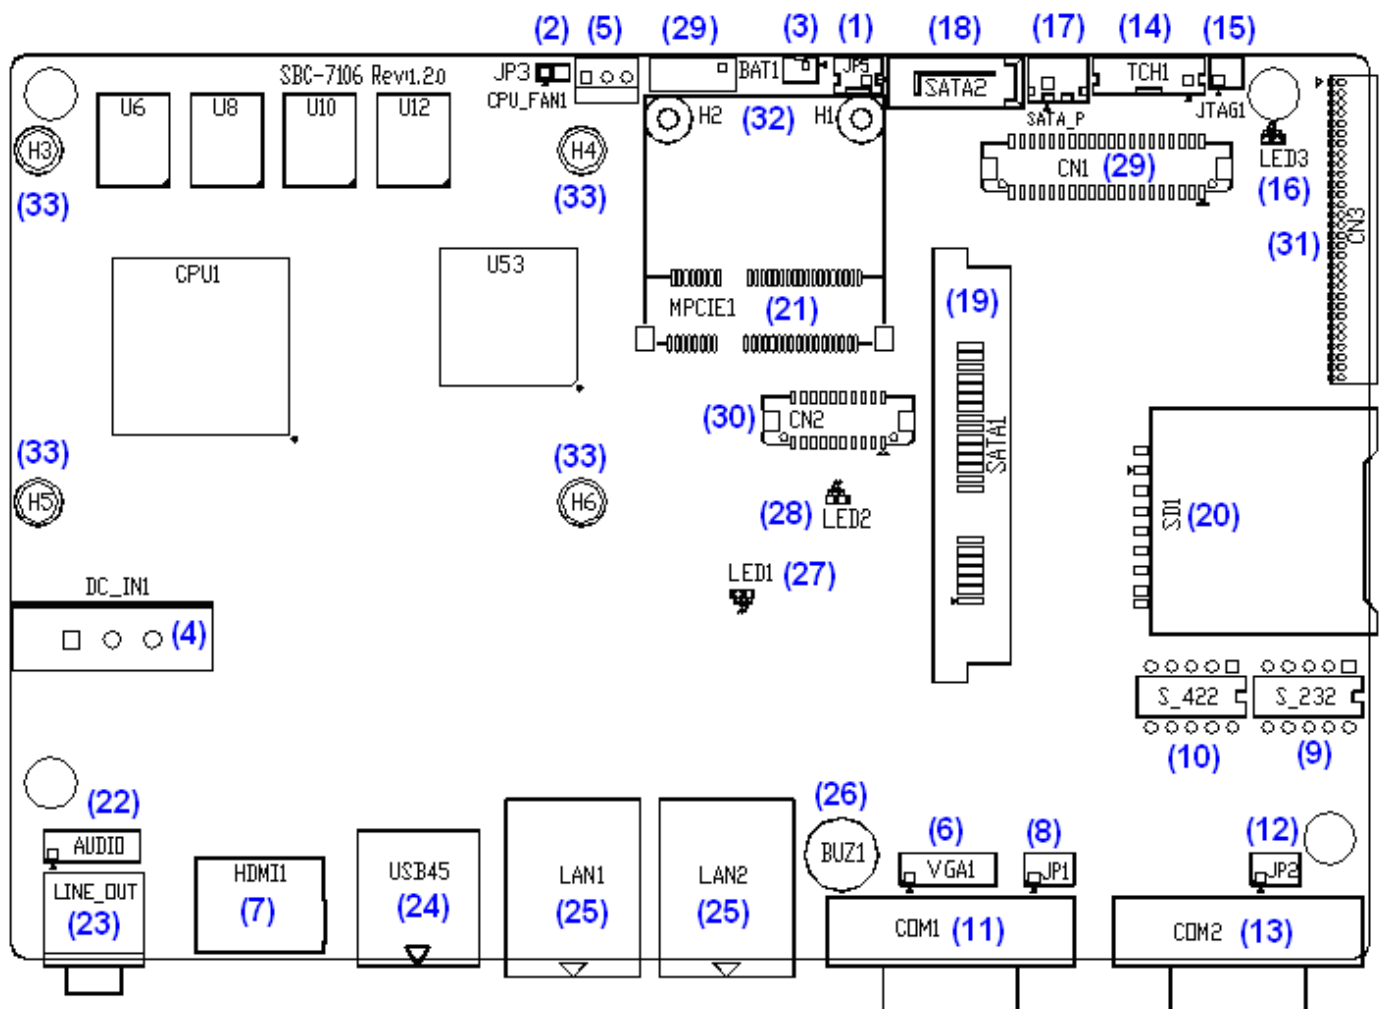 (2) (5) (29) (3) (1) (18) (17) (14) (15)
SBC-7106 Rev:1.20 JP3 BAT1 JP5 SATA2 TCH1
CPU_FAN1 JTAG1
U6 U8 U10 U12 H2 (32) H1 SATA_P
H3 H4 CN1 (29) LED3
(33) (33) (16)
CN3
(31)
CPU1 U53
MPCIE1 (21) (19)
(30) CN2
SATA1
(33) (33)
H5 H6 (28) LED2 SD1 (20)
LED1 (27)
DC_IN1
(4)
S_422 S_232
(10) (9)
(22) (26)
AUDIO BUZ1 (6) (8) (12)
VGA1 JP1 JP2
LINE_OUT HDMI1 USB45 LAN1 LAN2
(23) (7) (24) (25) (25) COM1 (11) COM2 (13)